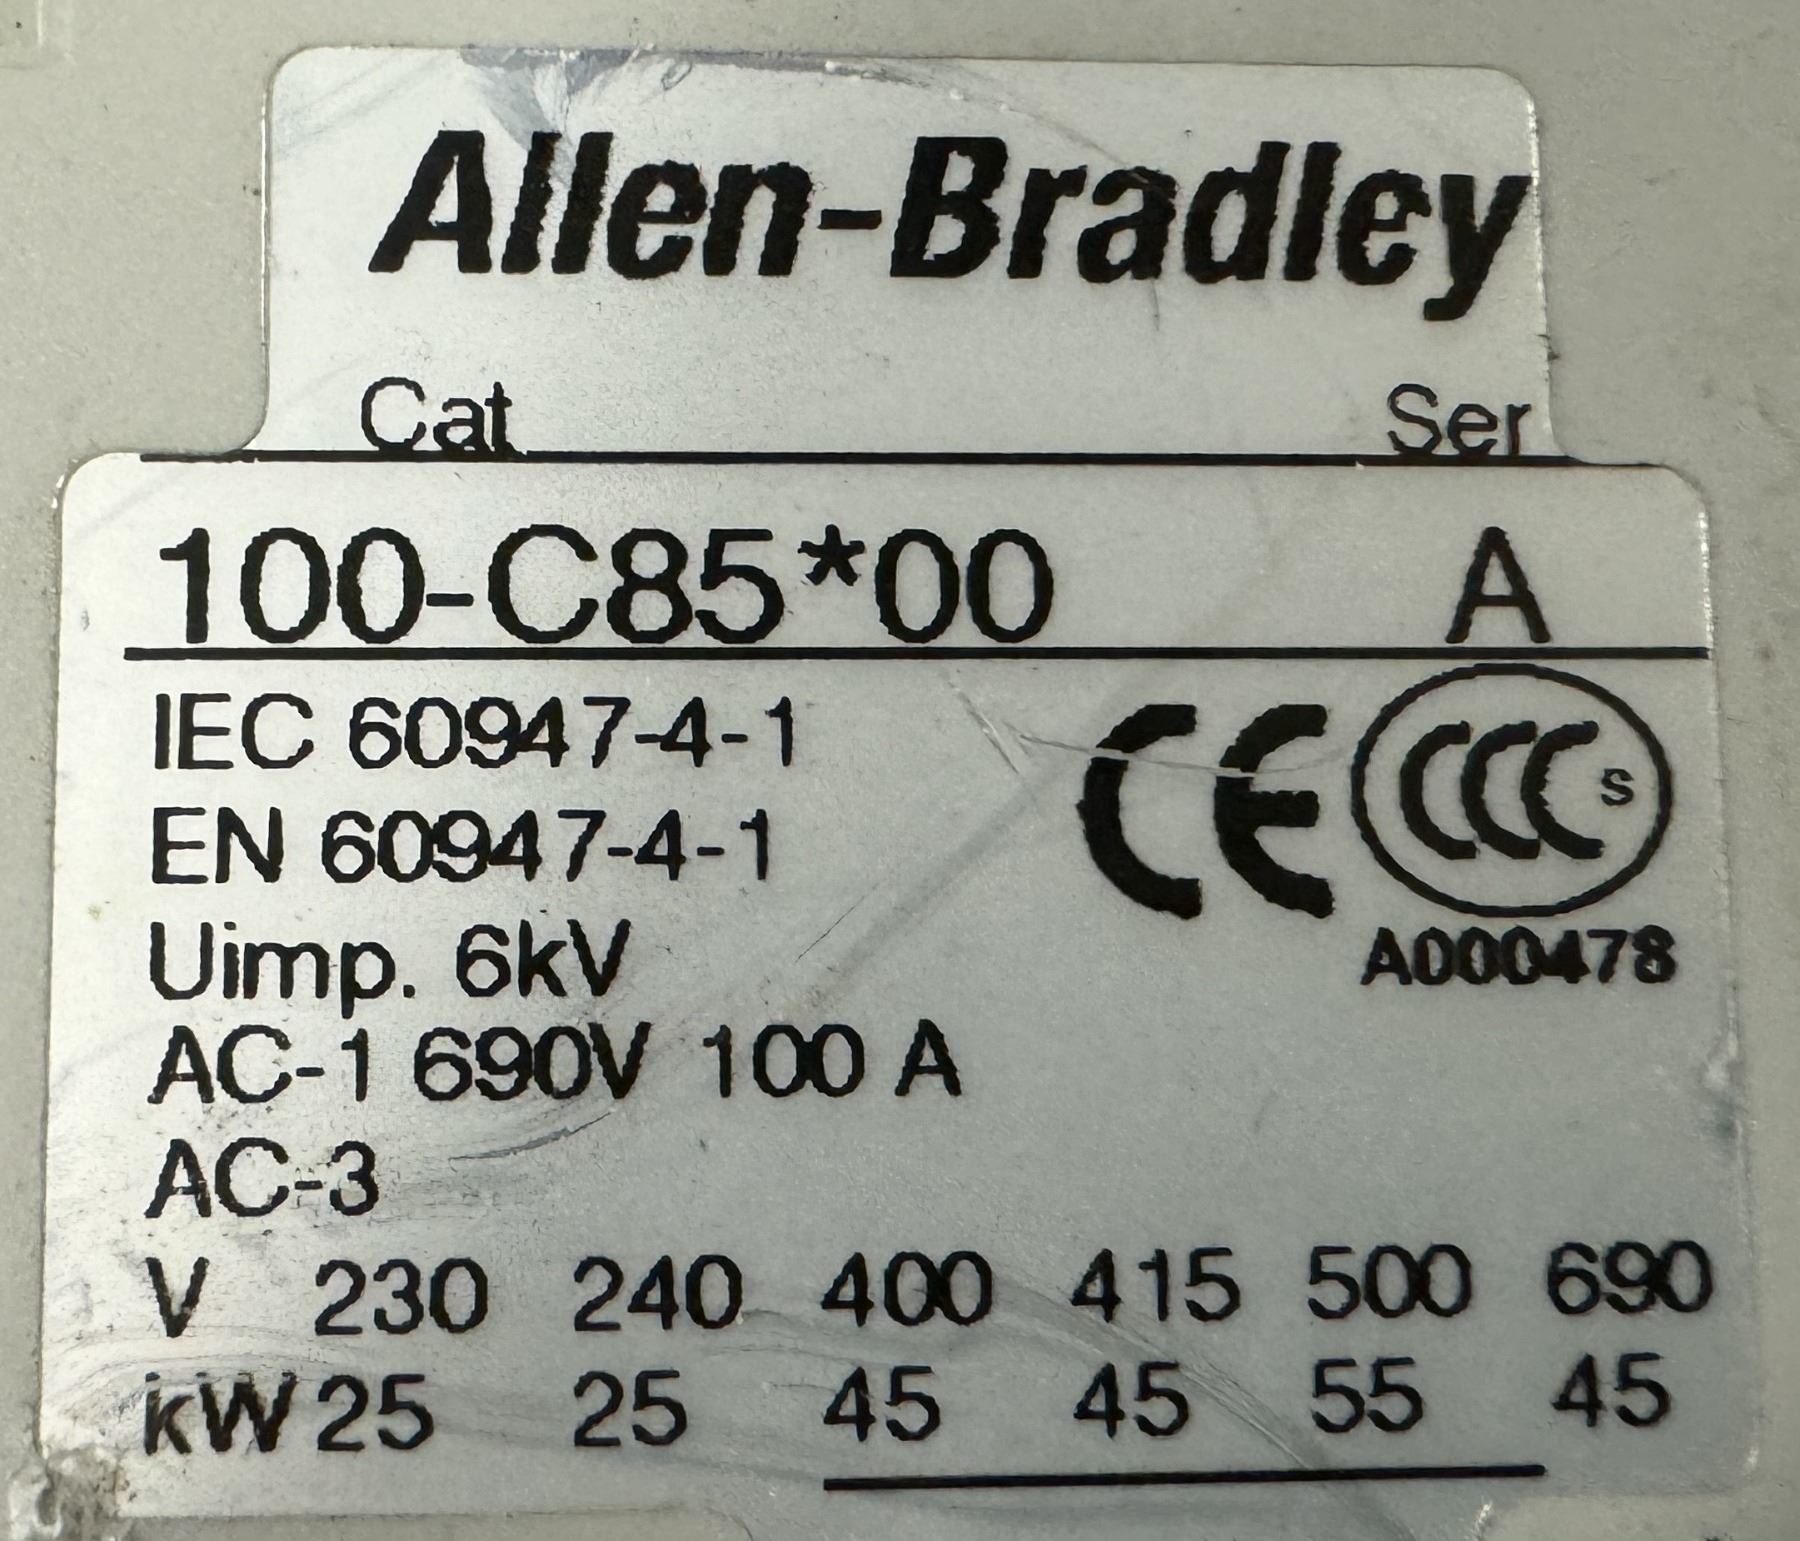 Allen-Bradley
Cat Ser
100-C85*00 A
IEC 60947-4-1
EN 60947-4-1
CE CCC S
A000478
Uimp. 6kV
AC-1 690V 100 A
AC-3
V 230 240 400 415 500 690
kW 25 25 45 45 55 45